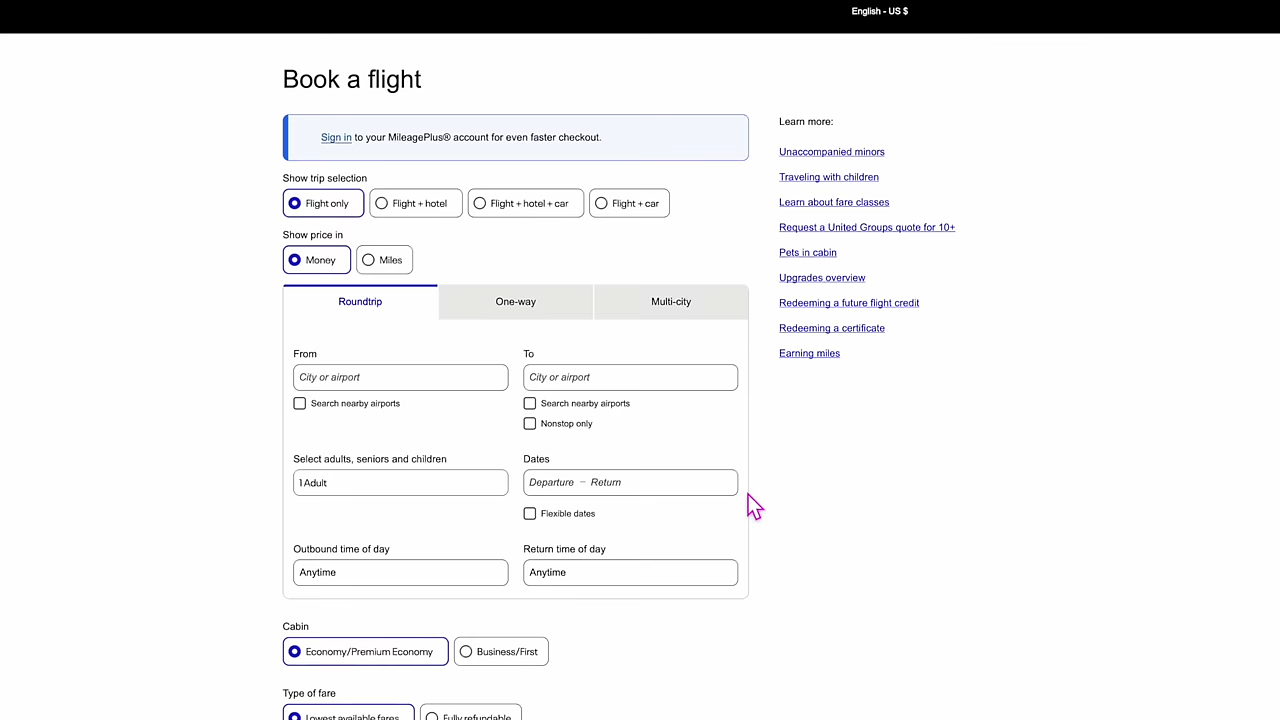 English - US $
Book a flight
Sign in to your MileagePlus® account for even faster checkout.
Show trip selection
Flight only
Flight + hotel
Flight + hotel + car
Flight + car
Show price in
Money
Miles
Roundtrip
One-way
Multi-city
From
To
City or airport
City or airport
Search nearby airports
Search nearby airports
Nonstop only
Select adults, seniors and children
Dates
1 Adult
Departure – Return
Flexible dates
Outbound time of day
Return time of day
Anytime
Anytime
Cabin
Economy/Premium Economy
Business/First
Type of fare
Lowest available fares
Fully refundable
Learn more:
Unaccompanied minors
Traveling with children
Learn about fare classes
Request a United Groups quote for 10+
Pets in cabin
Upgrades overview
Redeeming a future flight credit
Redeeming a certificate
Earning miles